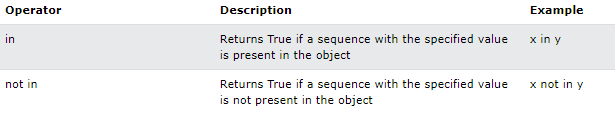 Operator Description Example
in Returns True if a sequence with the specified value x in y
is present in the object
not in Returns True if a sequence with the specified value x not in y
is not present in the object